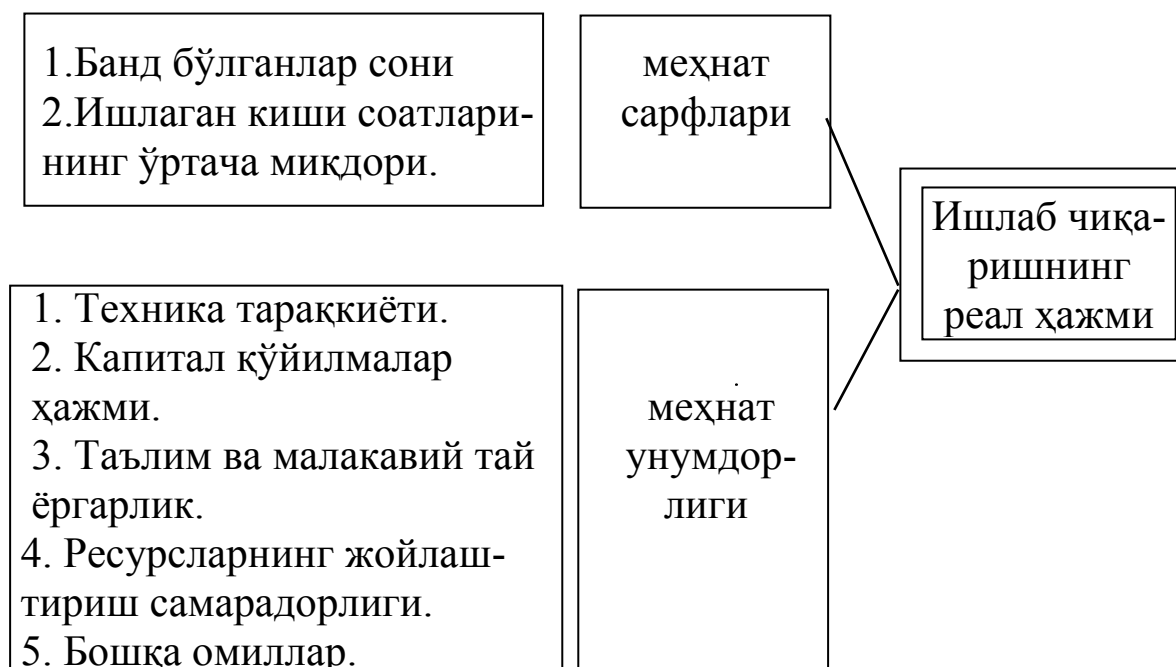 1.Банд бўлганлар сони
2.Ишлаган киши соатлари-
нинг ўртача миқдори.
меҳнат
сарфлари
Ишлаб чиқа-
ришнинг
реал ҳажми
1. Техника тарақкиёти.
2. Капитал қўйилмалар
ҳажми.
3. Таълим ва малакавий тай
ёргарлик.
4. Ресурсларнинг жойлаш-
тириш самарадорлиги.
5. Бошқа омиллар.
меҳнат
унумдор-
лиги